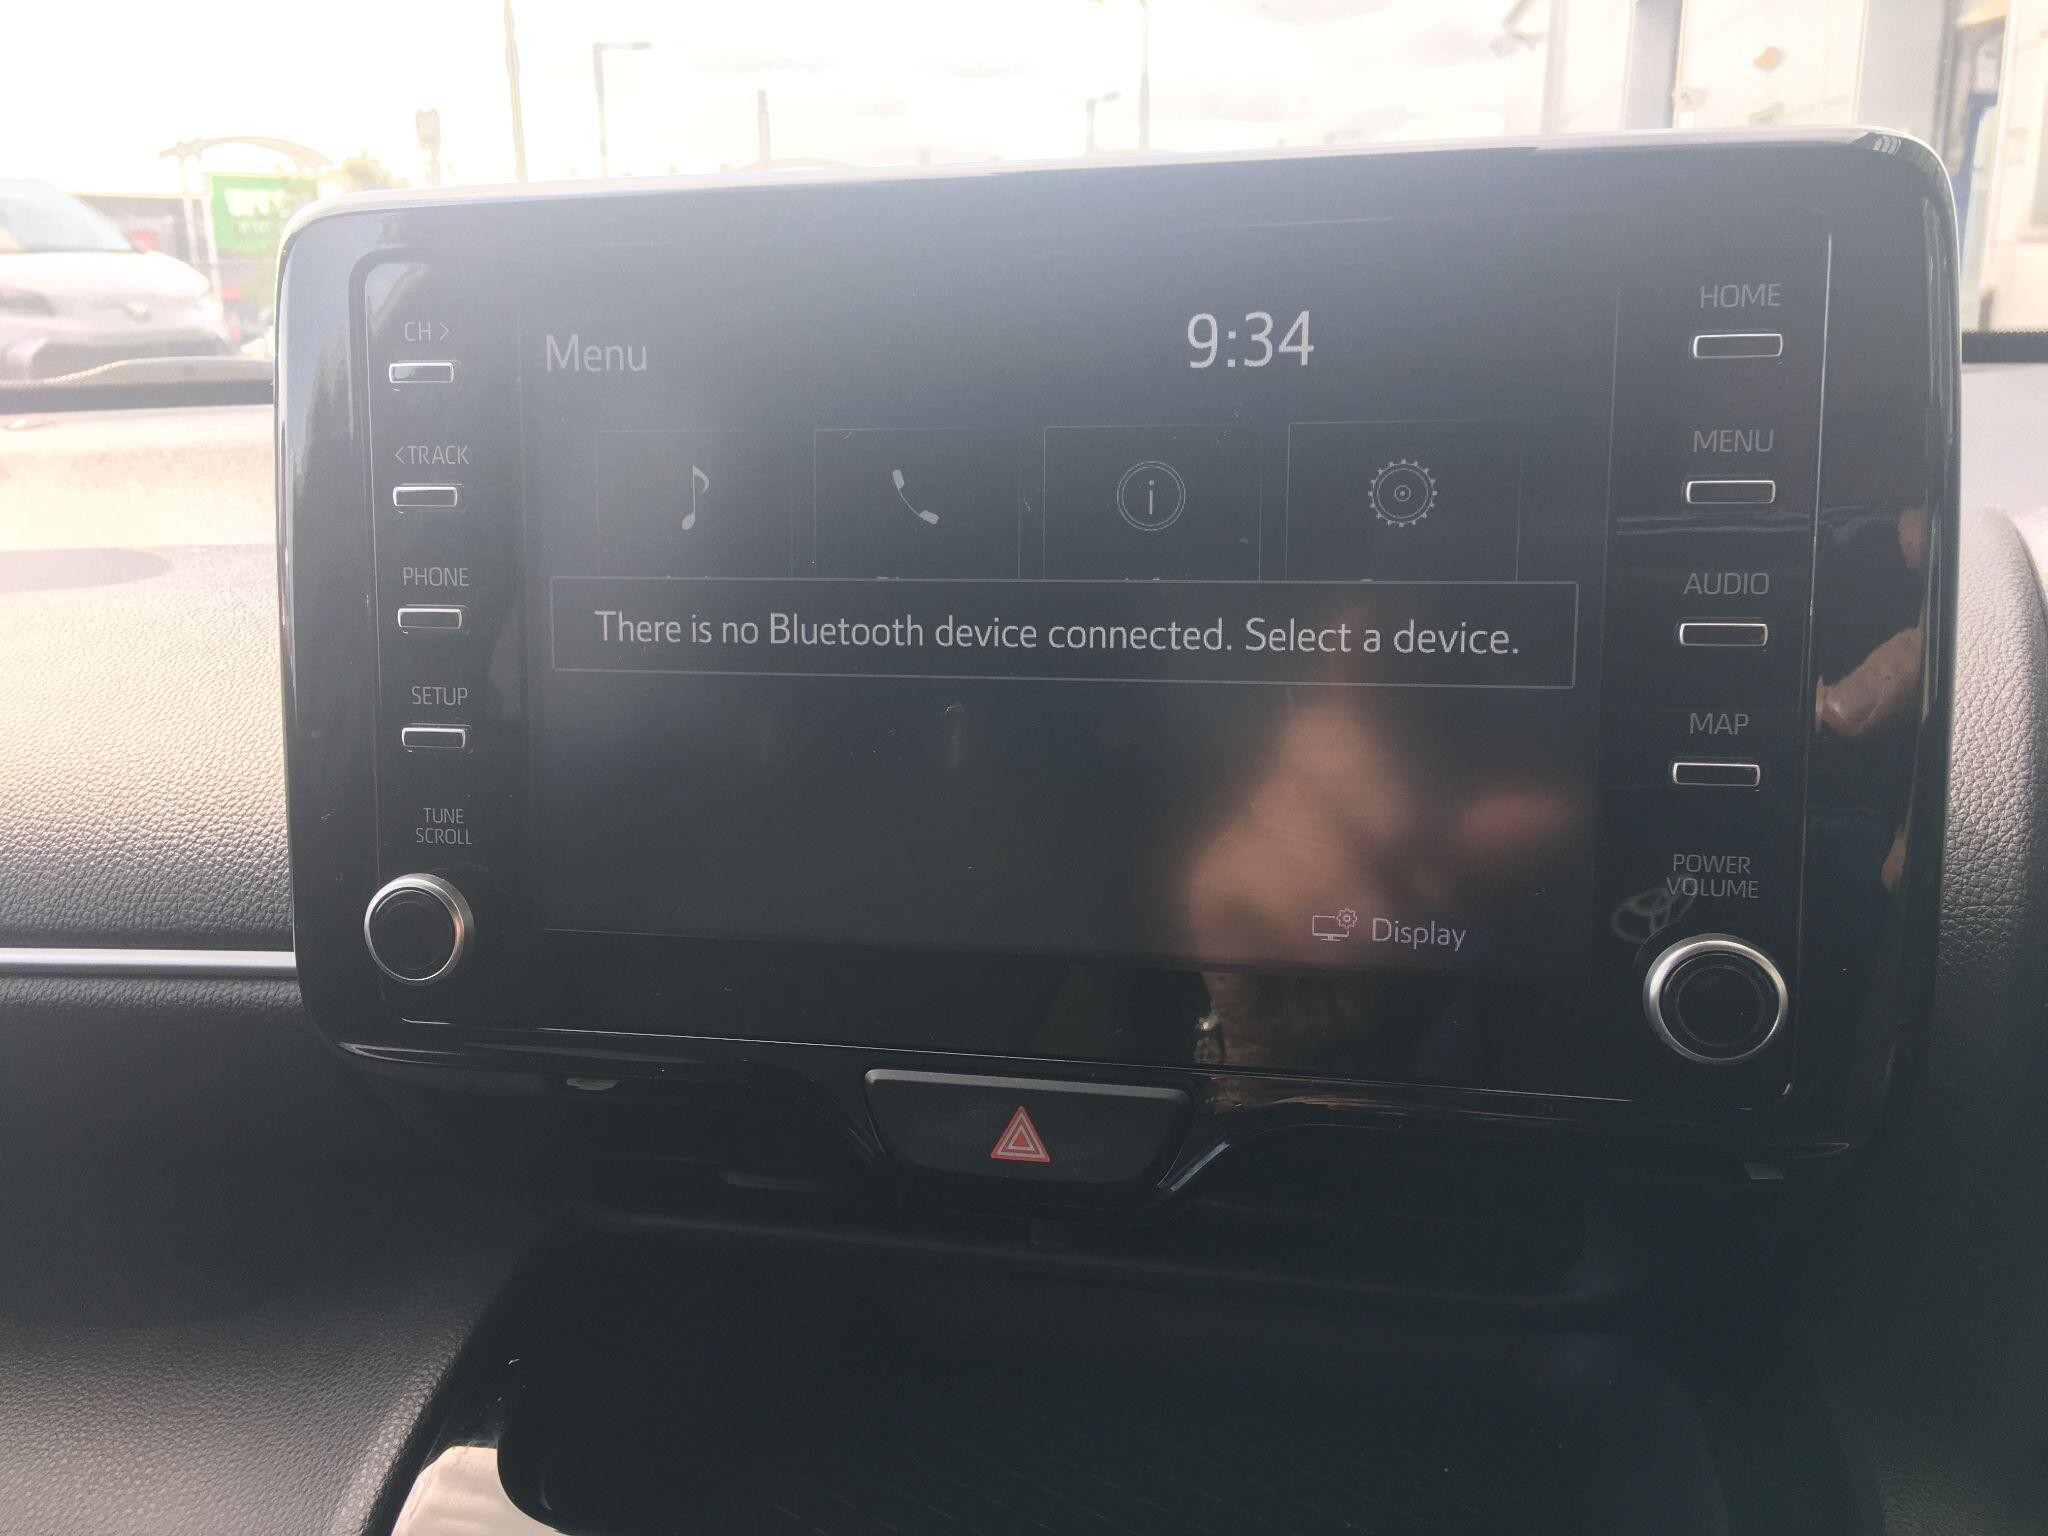 CH >
<TRACK
PHONE
SETUP
TUNE
SCROLL
Menu
9:34
There is no Bluetooth device connected. Select a device.
Display
HOME
MENU
AUDIO
MAP
POWER
VOLUME